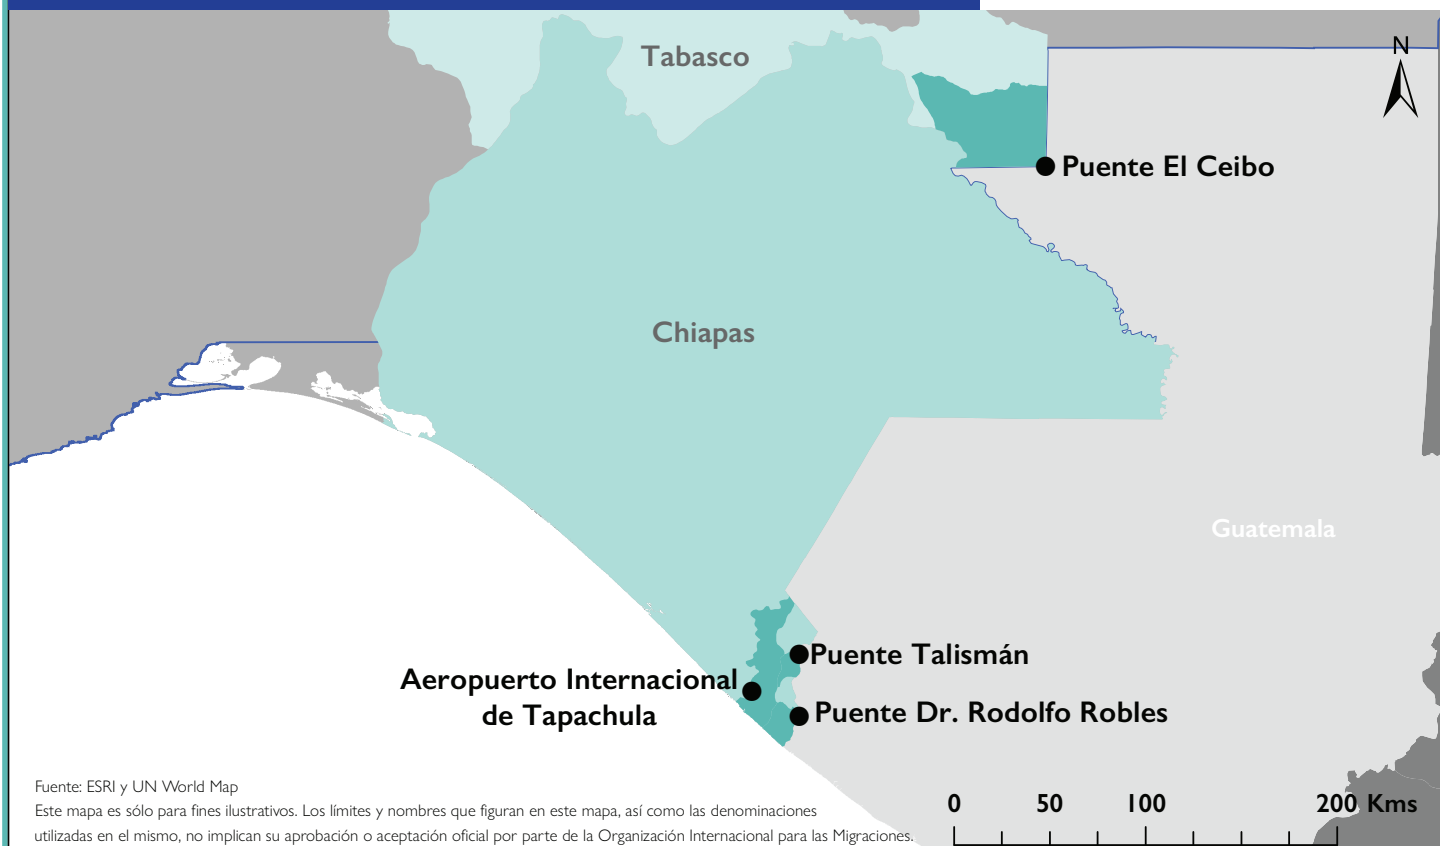 Tabasco
N
Puente El Ceibo
Chiapas
Guatemala
Puente Talismán
Aeropuerto Internacional
de Tapachula
Puente Dr. Rodolfo Robles
Fuente: ESRI y UN World Map
Este mapa es sólo para fines ilustrativos. Los límites y nombres que figuran en este mapa, así como las denominaciones
utilizadas en el mismo, no implican su aprobación o aceptación oficial por parte de la Organización Internacional para las Migraciones.
0 50 100 200 Kms